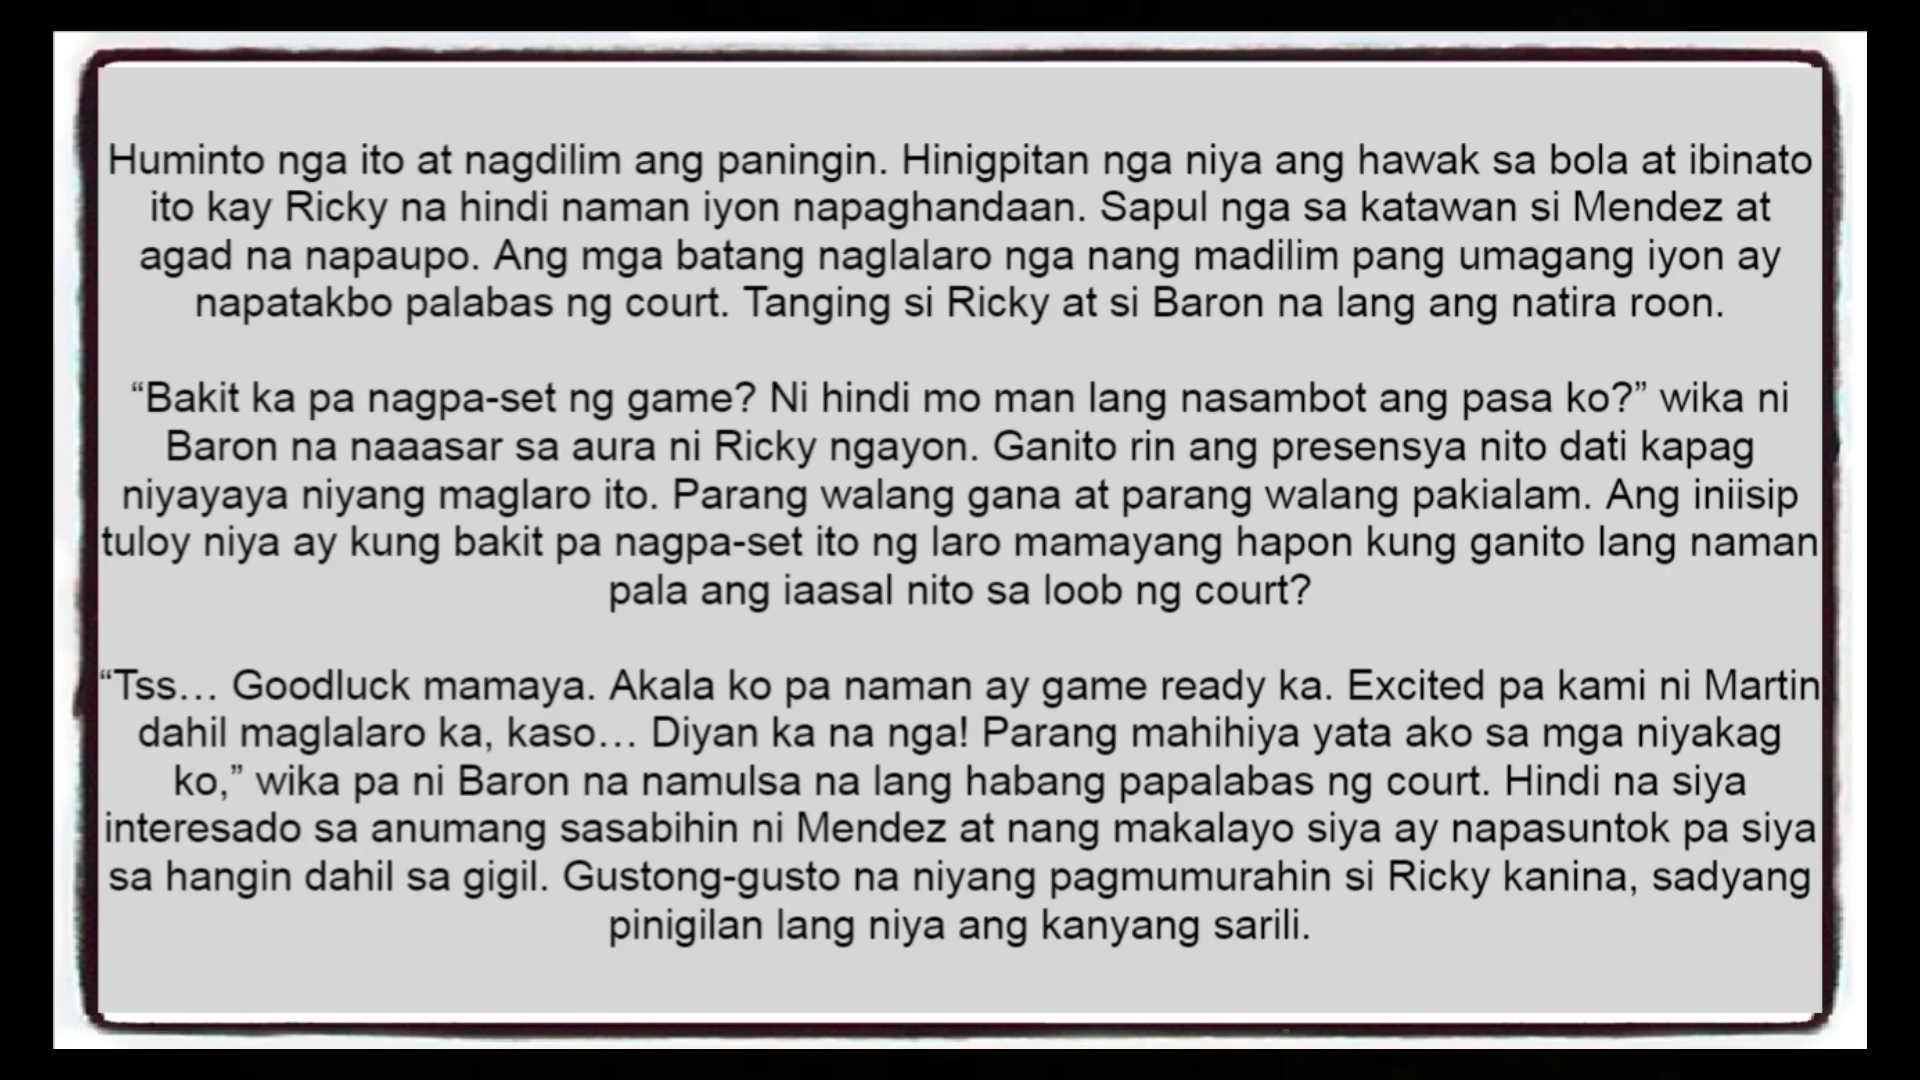 Huminto nga ito at nagdilim ang paningin. Hinigpitan nga niya ang hawak sa bola at ibinato
ito kay Ricky na hindi naman iyon napaghandaan. Sapul nga sa katawan si Mendez at
agad na napaupo. Ang mga batang naglalaro nga nang madilim pang umagang iyon ay
napatakbo palabas ng court. Tanging si Ricky at si Baron na lang ang natira roon.
“Bakit ka pa nagpa-set ng game? Ni hindi mo man lang nasambot ang pasa ko?” wika ni
Baron na naaasar sa aura ni Ricky ngayon. Ganito rin ang presensya nito dati kapag
niyayaya niyang maglaro ito. Parang walang gana at parang walang pakialam. Ang iniisip
tuloy niya ay kung bakit pa nagpa-set ito ng laro mamayang hapon kung ganito lang naman
pala ang iaasal nito sa loob ng court?
“Tss… Goodluck mamaya. Akala ko pa naman ay game ready ka. Excited pa kami ni Martin
dahil maglalaro ka, kaso… Diyan ka na nga! Parang mahihiya yata ako sa mga niyakag
ko,” wika pa ni Baron na namulsa na lang habang papalabas ng court. Hindi na siya
interesado sa anumang sasabihin ni Mendez at nang makalayo siya ay napasuntok pa siya
sa hangin dahil sa gigil. Gustong-gusto na niyang pagmumurahin si Ricky kanina, sadyang
pinigilan lang niya ang kanyang sarili.